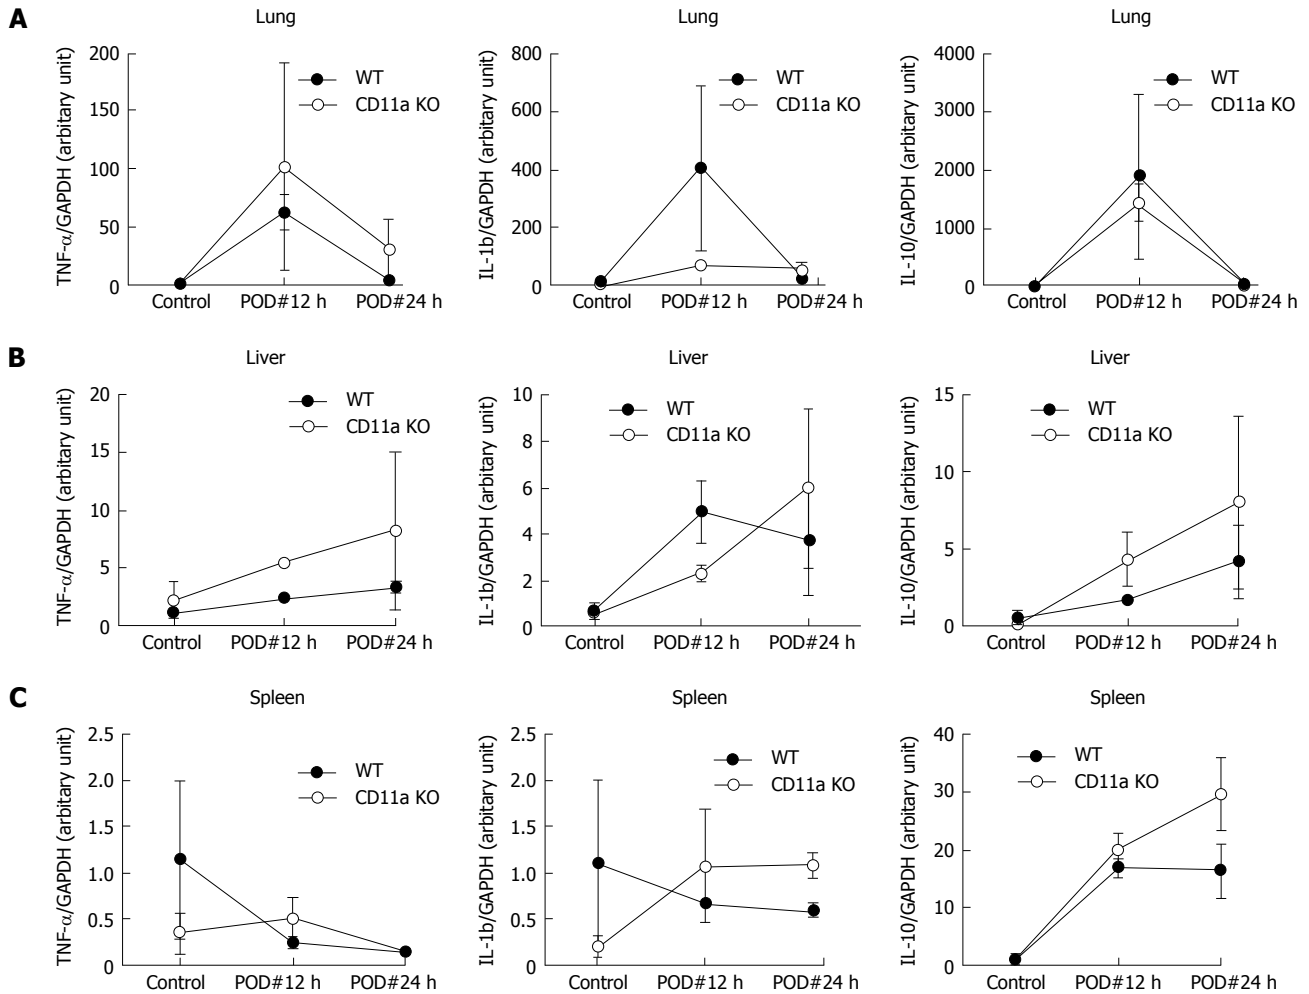 A
Lung
TNF-α/GAPDH (arbitary unit)
200
150
100
50
0
WT
CD11a KO
Control POD#12 h POD#24 h
Lung
IL-1b/GAPDH (arbitary unit)
800
600
400
200
0
WT
CD11a KO
Control POD#12 h POD#24 h
Lung
IL-10/GAPDH (arbitary unit)
4000
3000
2000
1000
0
WT
CD11a KO
Control POD#12 h POD#24 h
B
Liver
TNF-α/GAPDH (arbitary unit)
20
15
10
5
0
WT
CD11a KO
Control POD#12 h POD#24 h
Liver
IL-1b/GAPDH (arbitary unit)
10
8
6
4
2
0
WT
CD11a KO
Control POD#12 h POD#24 h
Liver
IL-10/GAPDH (arbitary unit)
15
10
5
0
WT
CD11a KO
Control POD#12 h POD#24 h
C
Spleen
TNF-α/GAPDH (arbitary unit)
2.5
2.0
1.5
1.0
0.5
0
WT
CD11a KO
Control POD#12 h POD#24 h
Spleen
IL-1b/GAPDH (arbitary unit)
2.5
2.0
1.5
1.0
0.5
0
WT
CD11a KO
Control POD#12 h POD#24 h
Spleen
IL-10/GAPDH (arbitary unit)
40
30
20
10
0
WT
CD11a KO
Control POD#12 h POD#24 h